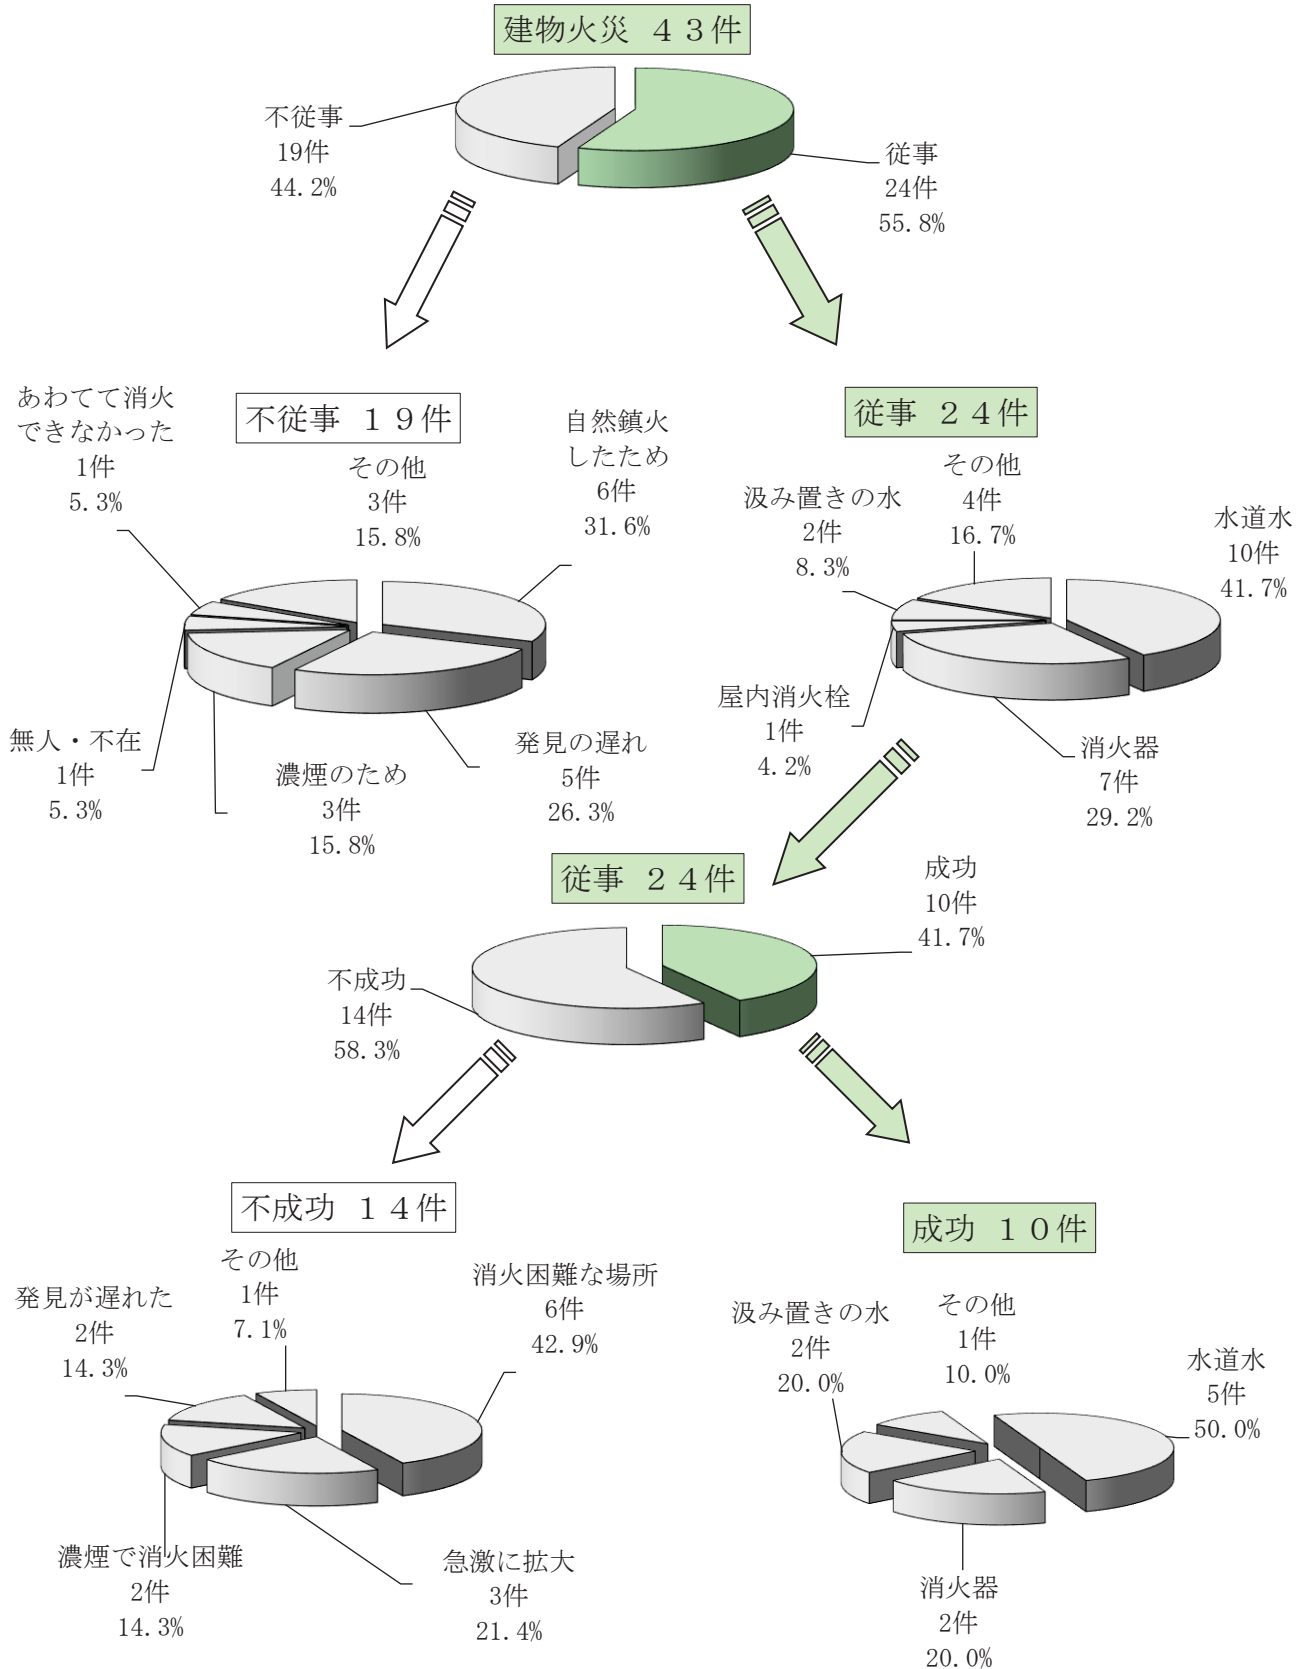 建物火災 ４３件
不従事
19件
44.2%
従事
24件
55.8%
不従事 １９件
あわてて消火
できなかった
1件
5.3%
その他
3件
15.8%
自然鎮火
したため
6件
31.6%
無人・不在
1件
5.3%
濃煙のため
3件
15.8%
発見の遅れ
5件
26.3%
従事 ２４件
汲み置きの水
2件
8.3%
その他
4件
16.7%
水道水
10件
41.7%
屋内消火栓
1件
4.2%
消火器
7件
29.2%
従事 ２４件
成功
10件
41.7%
不成功
14件
58.3%
不成功 １４件
発見が遅れた
2件
14.3%
その他
1件
7.1%
消火困難な場所
6件
42.9%
濃煙で消火困難
2件
14.3%
急激に拡大
3件
21.4%
成功 １０件
汲み置きの水
2件
20.0%
その他
1件
10.0%
水道水
5件
50.0%
消火器
2件
20.0%